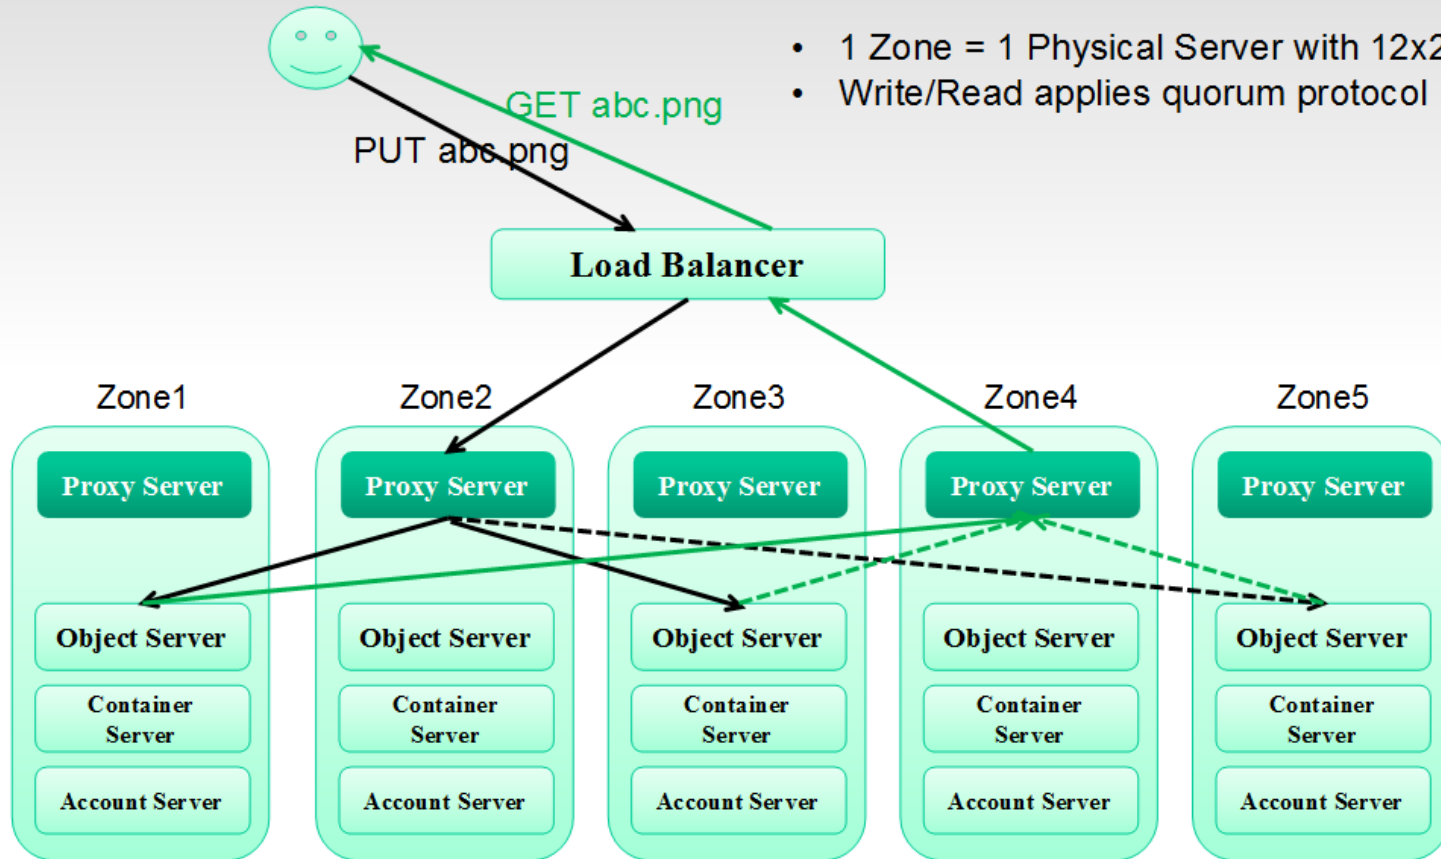 • 1 Zone = 1 Physical Server with 12x2
• Write/Read applies quorum protocol
GET abc.png
PUT abc.png
Load Balancer
Zone1 Zone2 Zone3 Zone4 Zone5
Proxy Server Proxy Server Proxy Server Proxy Server Proxy Server
Object Server Object Server Object Server Object Server Object Server
Container Container Container Container Container
Server Server Server Server Server
Account Server Account Server Account Server Account Server Account Server